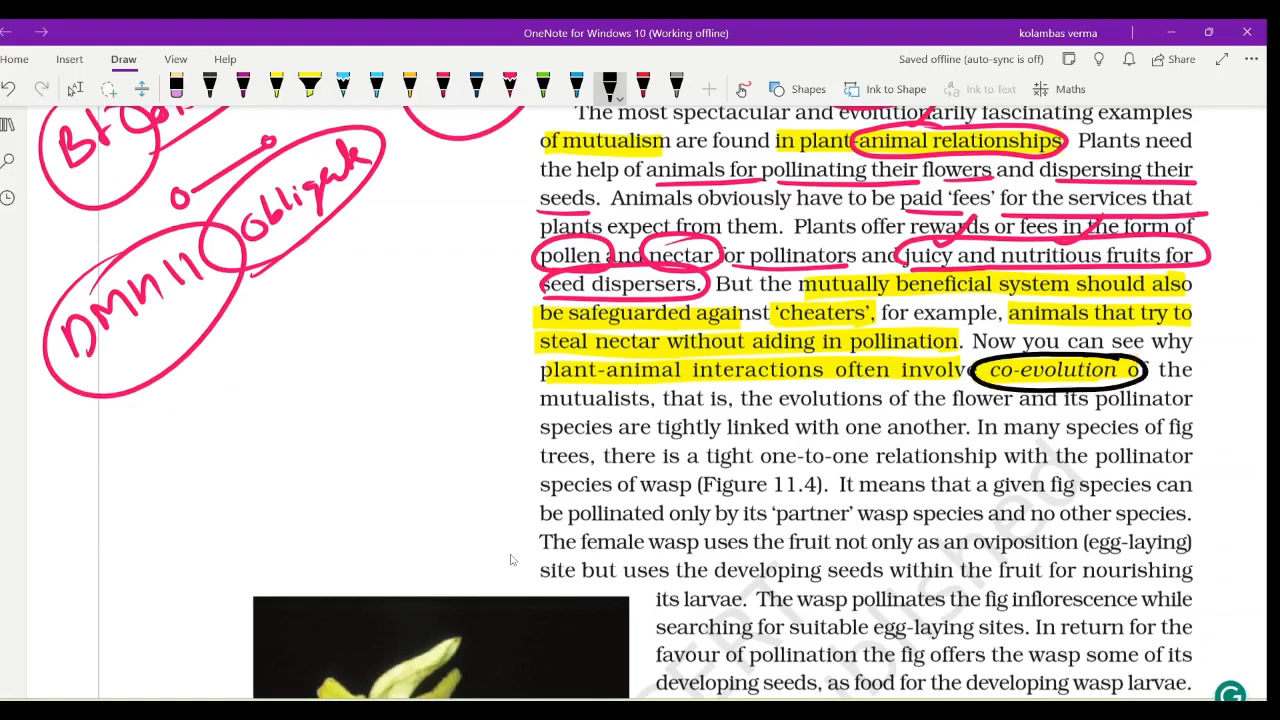 OneNote for Windows 10 (Working offline)
kolambas verma
Home Insert Draw View Help
Saved offline (auto-sync is off)
Share
Shapes
Ink to Shape
Ink to Text
Maths
Bt
obligate
The most spectacular and evolutionarily fascinating examples
of mutualism are found in plant-animal relationships. Plants need
the help of animals for pollinating their flowers and dispersing their
seeds. Animals obviously have to be paid ‘fees’ for the services that
plants expect from them. Plants offer rewards or fees in the form of
pollen and nectar for pollinators and juicy and nutritious fruits for
seed dispersers. But the mutually beneficial system should also
be safeguarded against ‘cheaters’, for example, animals that try to
steal nectar without aiding in pollination. Now you can see why
plant-animal interactions often involve co-evolution of the
mutualists, that is, the evolutions of the flower and its pollinator
species are tightly linked with one another. In many species of fig
trees, there is a tight one-to-one relationship with the pollinator
species of wasp (Figure 11.4). It means that a given fig species can
be pollinated only by its ‘partner’ wasp species and no other species.
The female wasp uses the fruit not only as an oviposition (egg-laying)
site but uses the developing seeds within the fruit for nourishing
its larvae. The wasp pollinates the fig inflorescence while
searching for suitable egg-laying sites. In return for the
favour of pollination the fig offers the wasp some of its
developing seeds, as food for the developing wasp larvae.